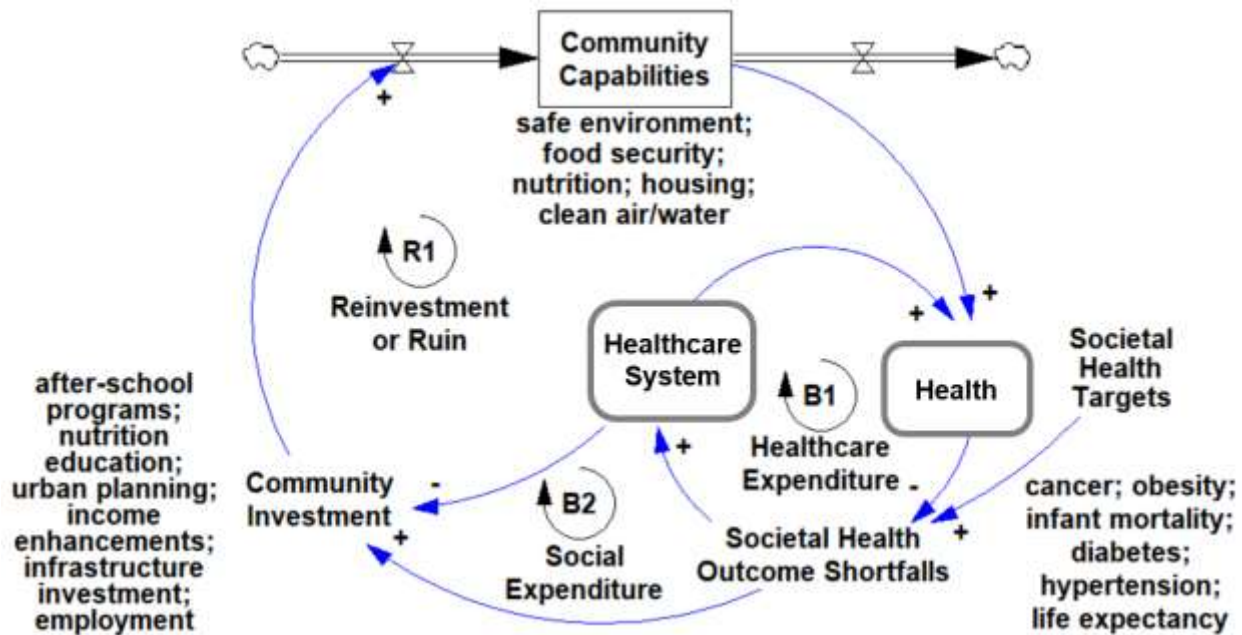 Community
Capabilities
+
safe environment;
food security;
nutrition; housing;
clean air/water
R1
Reinvestment
or Ruin
+
+
Healthcare
System
Societal
Health
Targets
Health
B1
Healthcare
Expenditure
after-school
programs;
nutrition
education;
urban planning;
income
enhancements;
infrastructure
investment;
employment
Community
Investment
-
+
B2
Social
Expenditure
+
-
+
Societal Health
Outcome Shortfalls
cancer; obesity;
infant mortality;
diabetes;
hypertension;
life expectancy